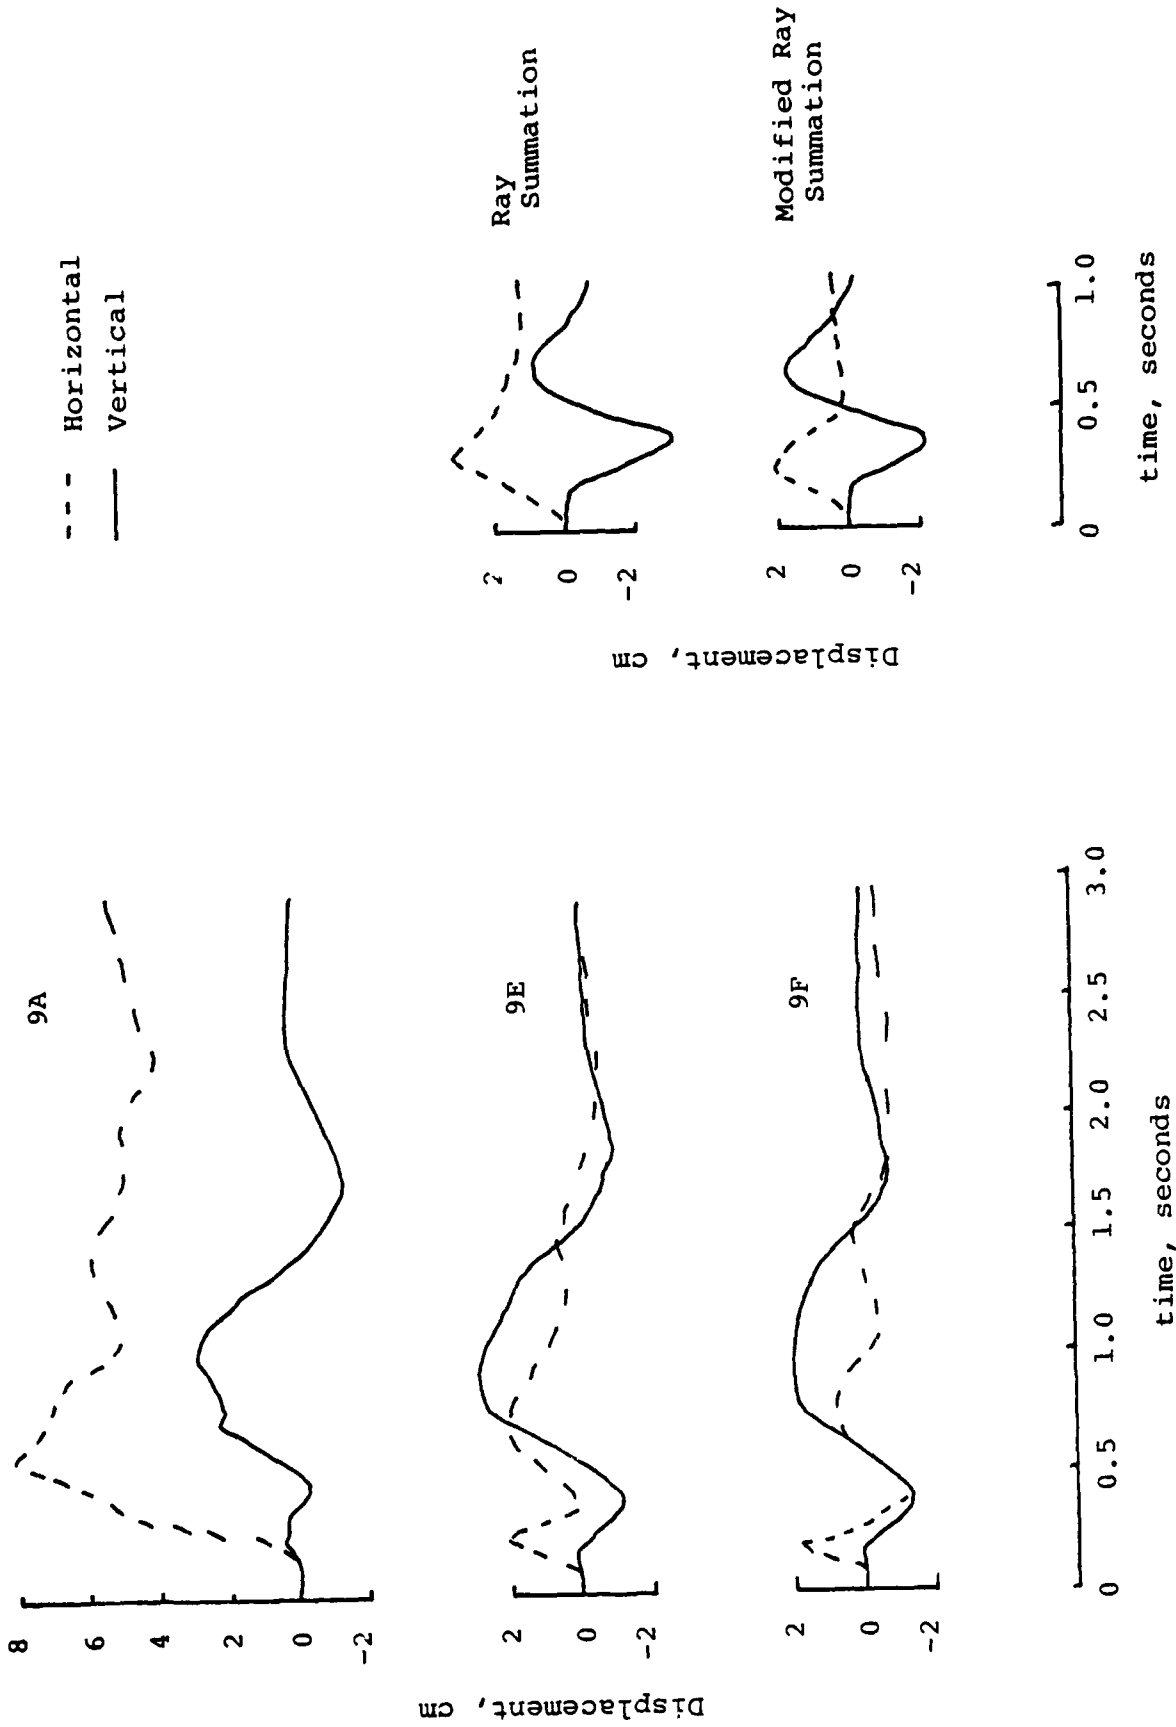 --- Horizontal
—— Vertical
9A
8
6
4
2
0
-2
9E
2
0
-2
9F
2
0
-2
Displacement, cm
0
0.5
1.0
1.5
2.0
2.5
3.0
time, seconds
Ray
Summation
2
0
-2
Modified Ray
Summation
2
0
-2
Displacement, cm
0
0.5
1.0
time, seconds